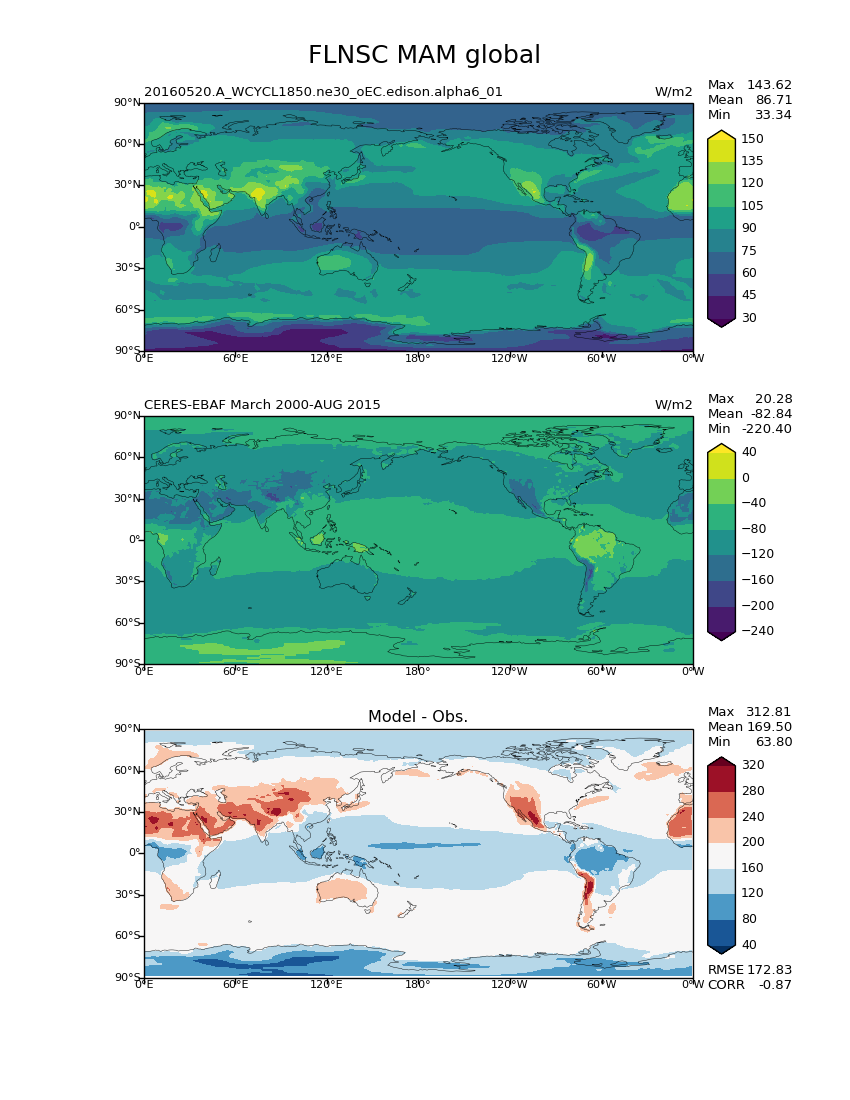 FLNSC MAM global
20160520.A_WCYCL1850.ne30_oEC.edison.alpha6_01 W/m2
Max 143.62
Mean 86.71
Min 33.34
90°N
60°N
30°N
0°
30°S
60°S
90°S
0°E 60°E 120°E 180° 120°W 60°W 0°W
150
135
120
105
90
75
60
45
30
CERES-EBAF March 2000-AUG 2015 W/m2
Max 20.28
Mean -82.84
Min -220.40
90°N
60°N
30°N
0°
30°S
60°S
90°S
0°E 60°E 120°E 180° 120°W 60°W 0°W
40
0
−40
−80
−120
−160
−200
−240
Model - Obs.
Max 312.81
Mean 169.50
Min 63.80
90°N
60°N
30°N
0°
30°S
60°S
90°S
0°E 60°E 120°E 180° 120°W 60°W 0°W
320
280
240
200
160
120
80
40
RMSE 172.83
CORR -0.87